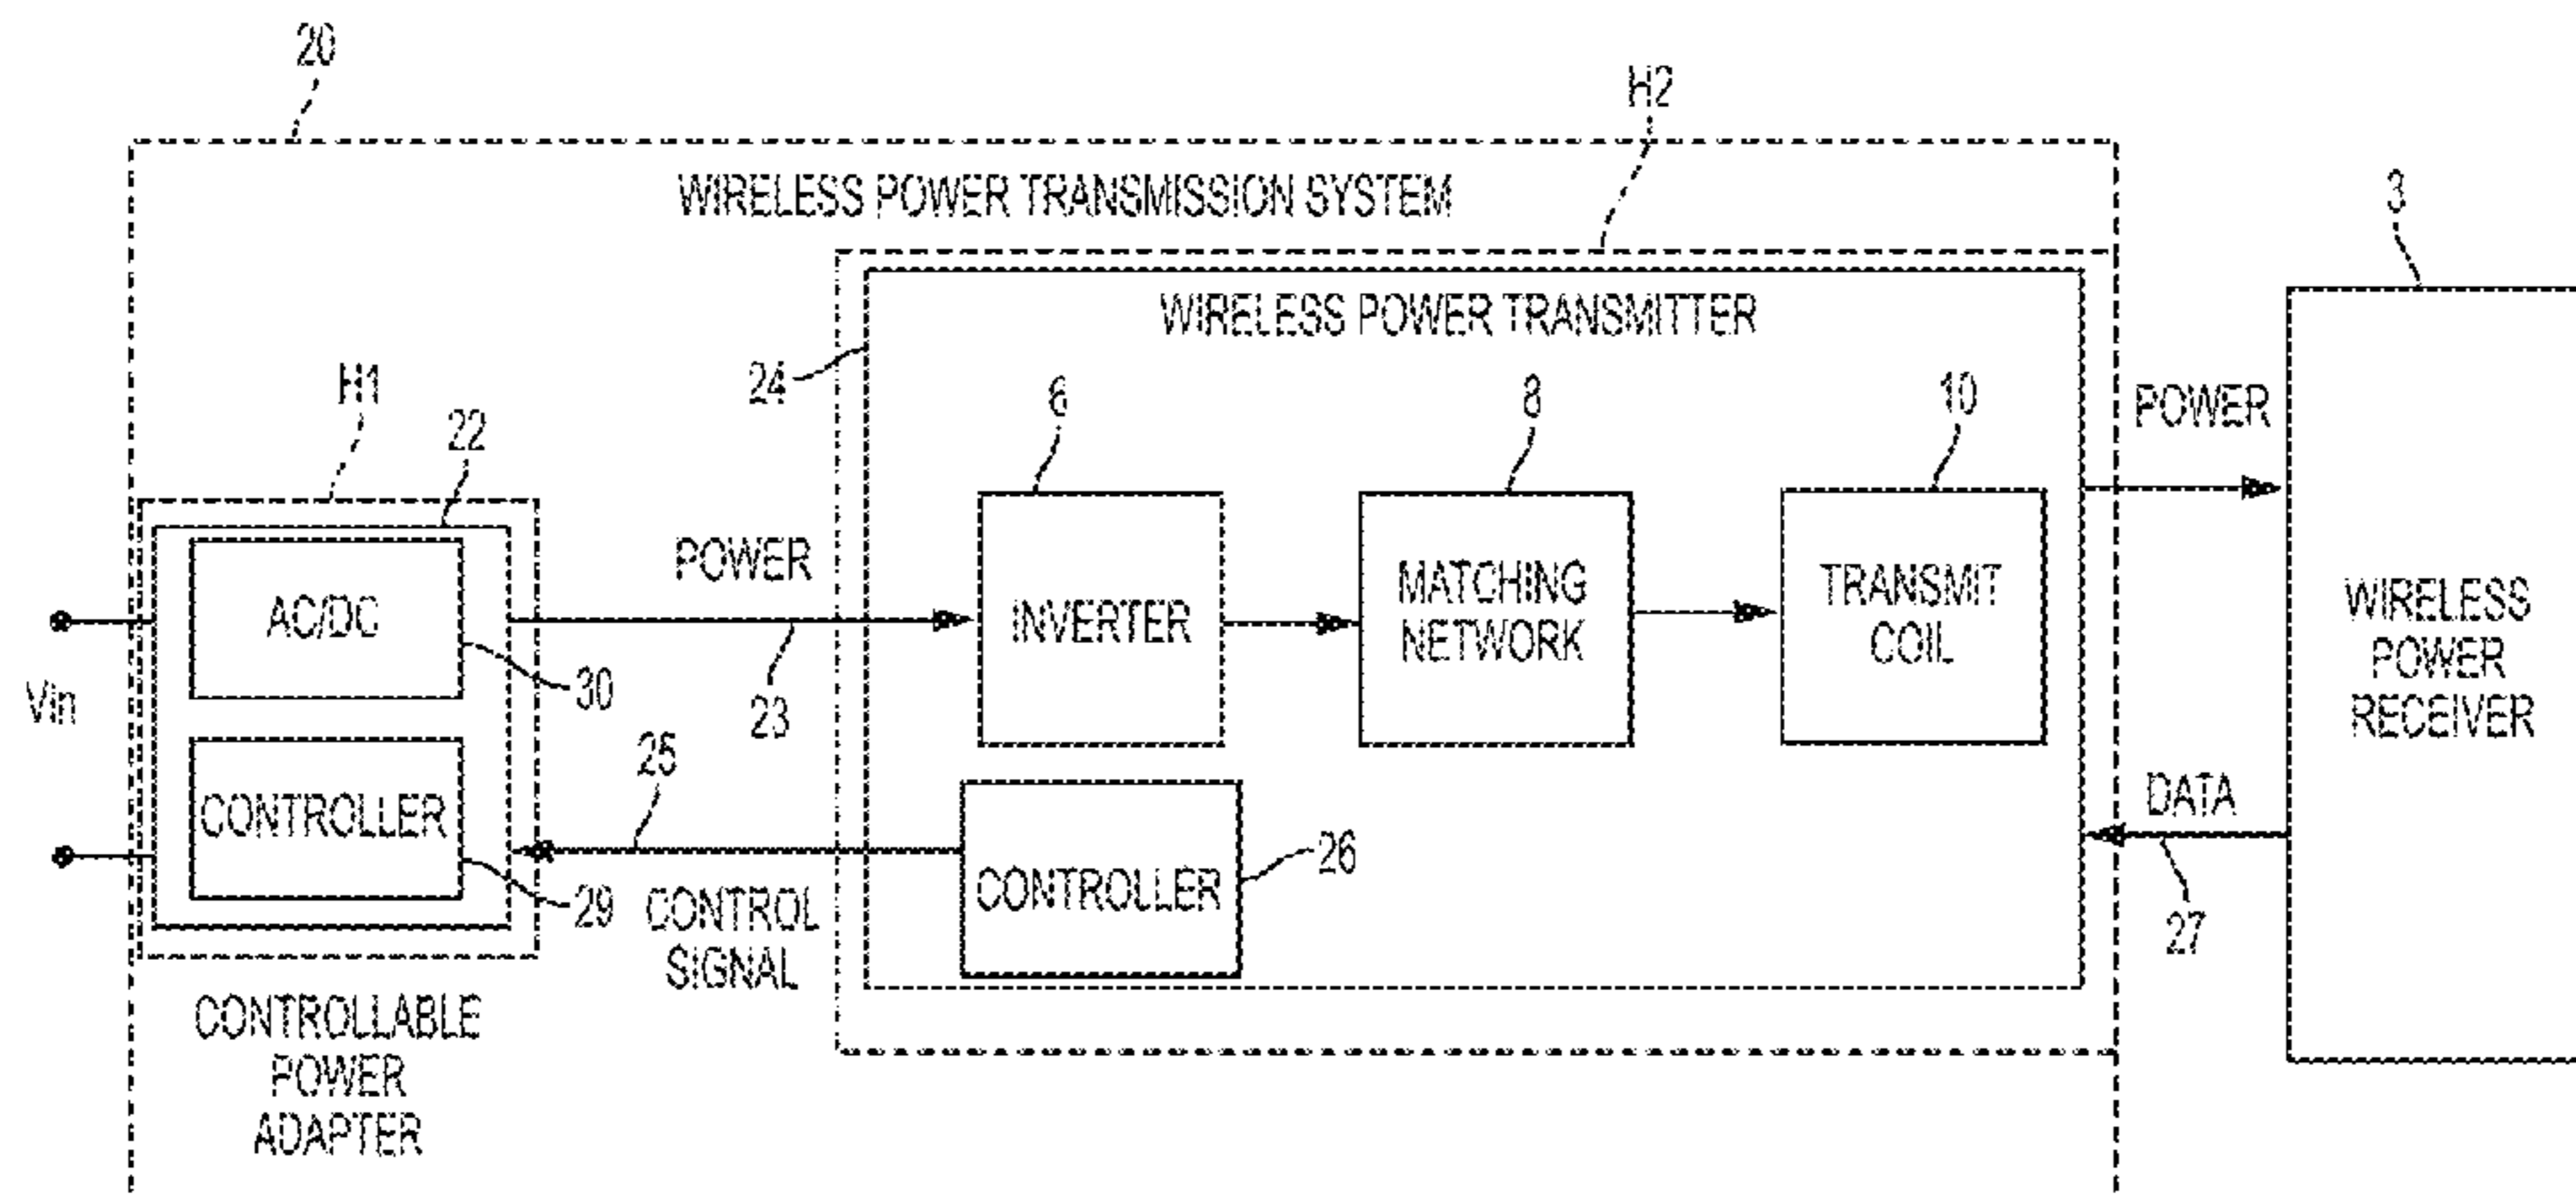 20
H2
WIRELESS POWER TRANSMISSION SYSTEM
3
WIRELESS POWER TRANSMITTER
24
H1
22
6
8
10
POWER
POWER
AC/DC
INVERTER
MATCHING
NETWORK
TRANSMIT
COIL
WIRELESS
POWER
RECEIVER
Vin
30
23
25
CONTROLLER
DATA
29
CONTROL
SIGNAL
CONTROLLER
26
27
CONTROLLABLE
POWER
ADAPTER